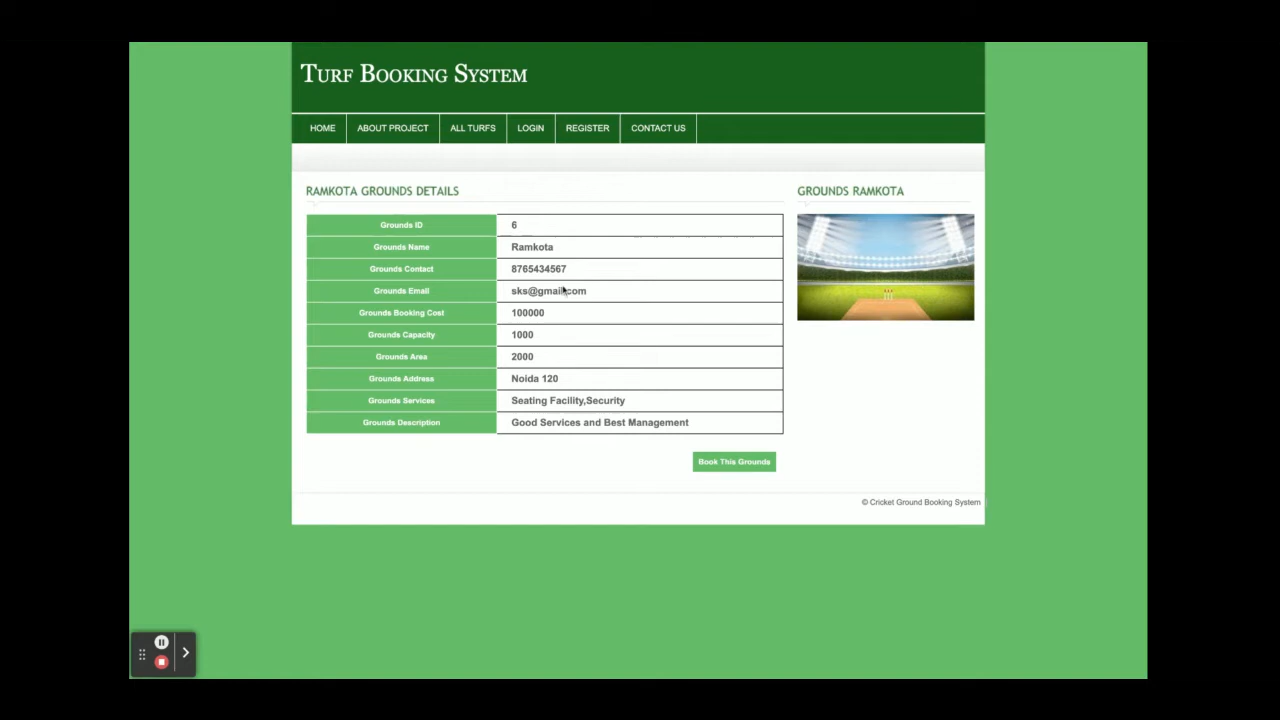 TURF BOOKING SYSTEM
HOME ABOUT PROJECT ALL TURFS LOGIN REGISTER CONTACT US
RAMKOTA GROUNDS DETAILS
Grounds ID 6
Grounds Name Ramkota
Grounds Contact 8765434567
Grounds Email sks@gmail.com
Grounds Booking Cost 100000
Grounds Capacity 1000
Grounds Area 2000
Grounds Address Noida 120
Grounds Services Seating Facility,Security
Grounds Description Good Services and Best Management
Book This Grounds
GROUNDS RAMKOTA
© Cricket Ground Booking System